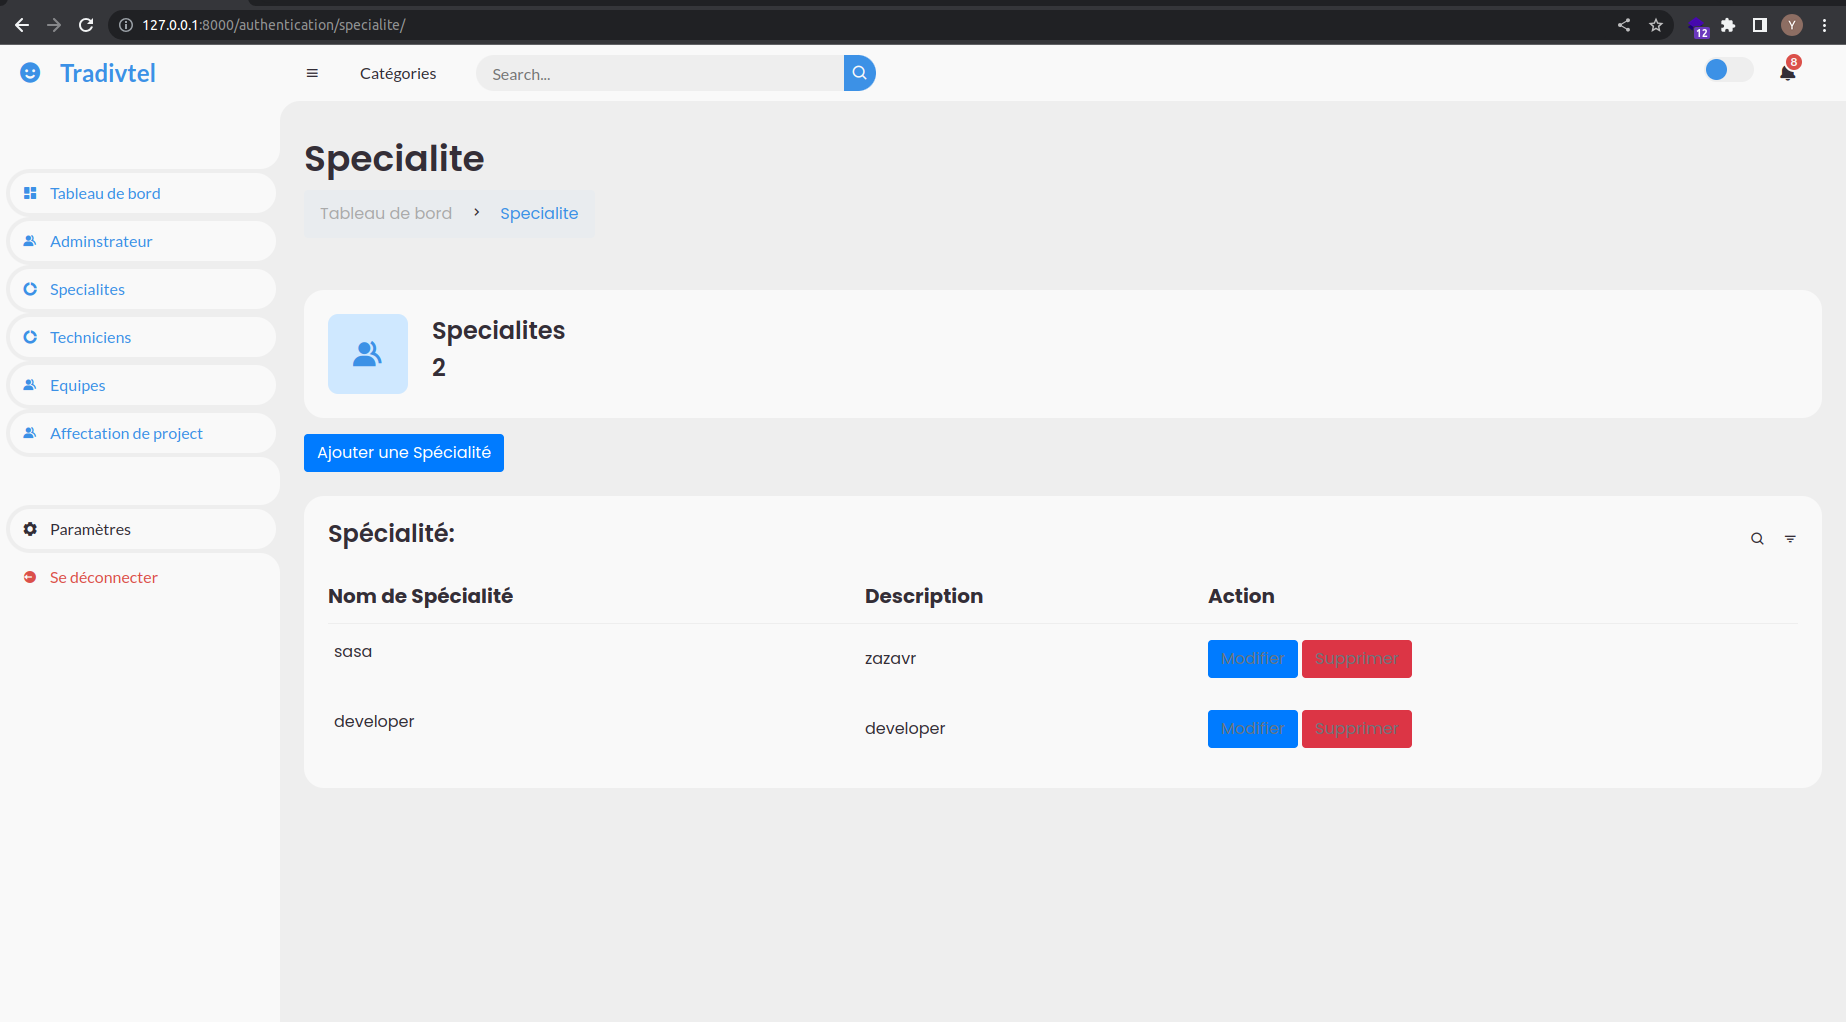 127.0.0.1:8000/authentication/specialite/
12
Y
Tradivtel
Catégories
Search...
8
Specialite
Tableau de bord
Specialite
Tableau de bord
Adminstrateur
Specialites
Techniciens
Equipes
Affectation de project
Paramètres
Se déconnecter
Specialites
2
Ajouter une Spécialité
Spécialité:
Nom de Spécialité Description Action
sasa zazavr Modifier Supprimer
developer developer Modifier Supprimer